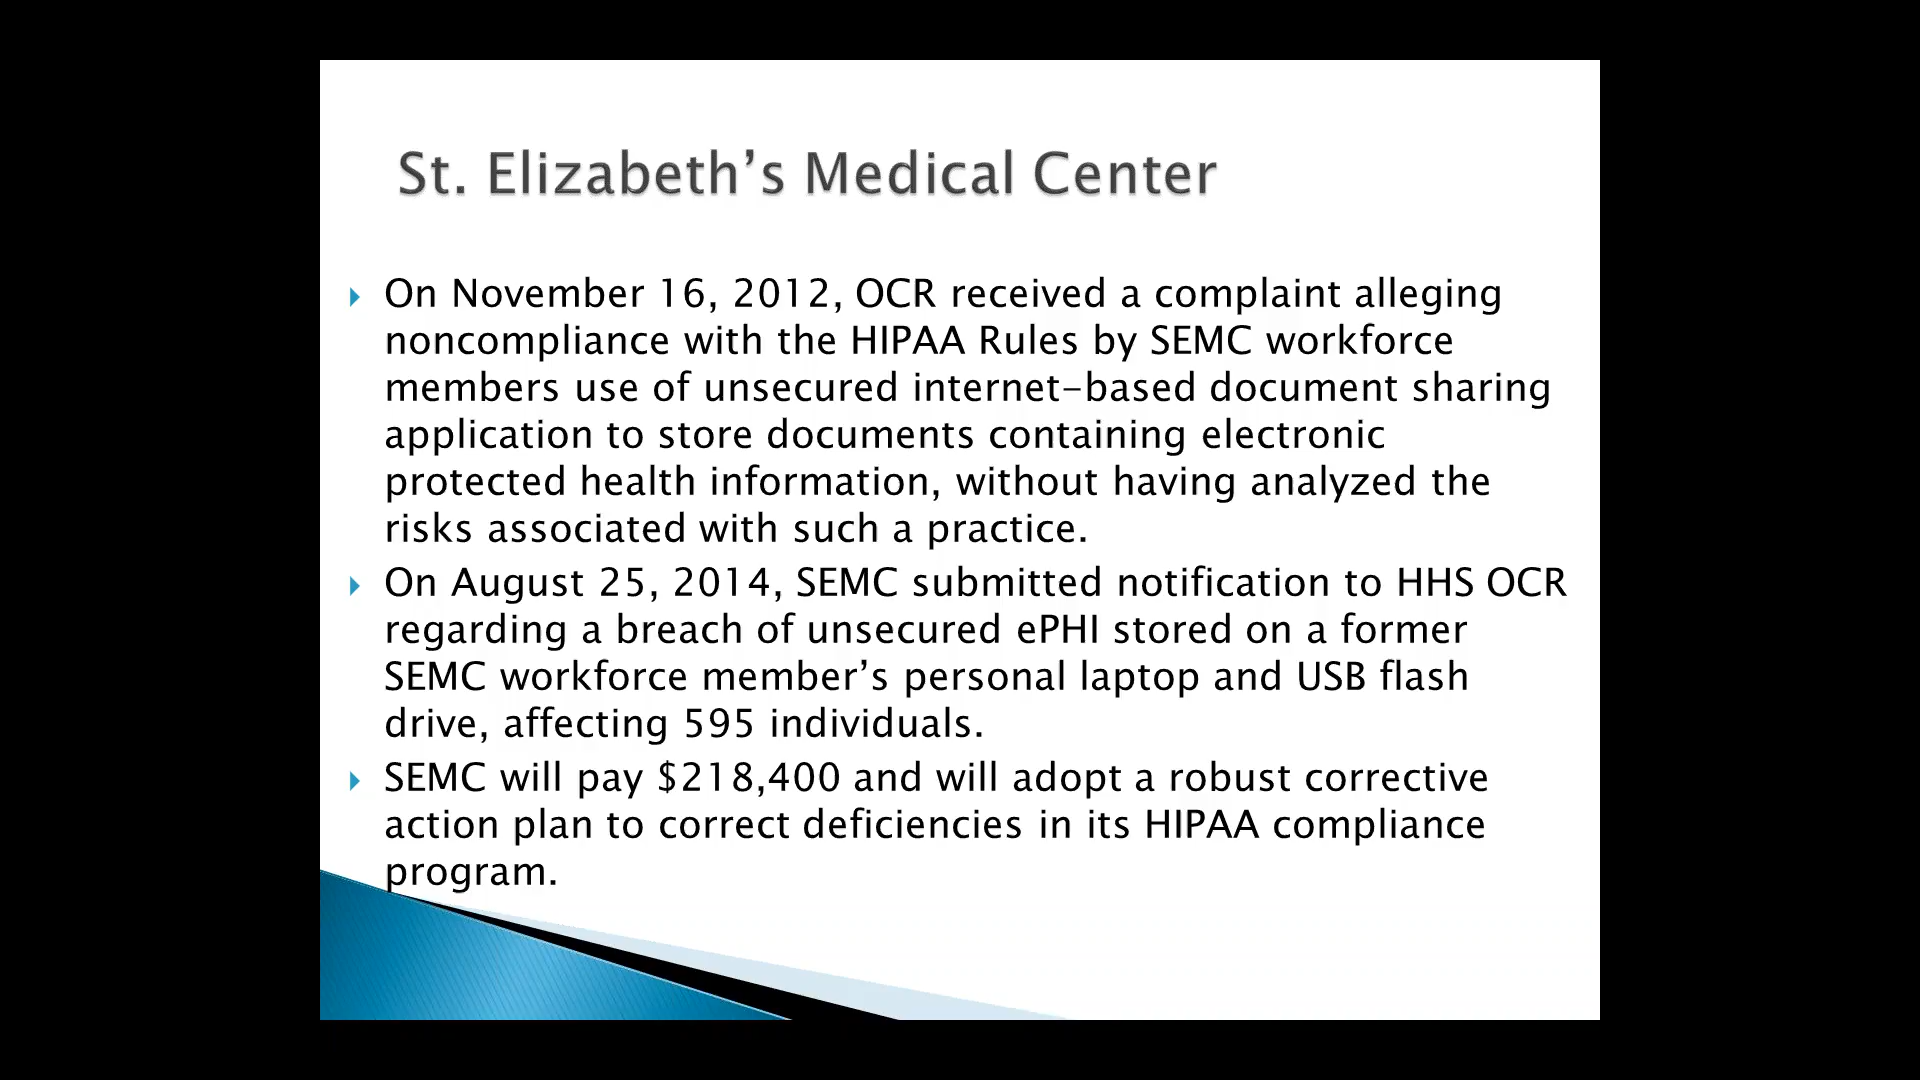 St. Elizabeth’s Medical Center
On November 16, 2012, OCR received a complaint alleging
noncompliance with the HIPAA Rules by SEMC workforce
members use of unsecured internet-based document sharing
application to store documents containing electronic
protected health information, without having analyzed the
risks associated with such a practice.
On August 25, 2014, SEMC submitted notification to HHS OCR
regarding a breach of unsecured ePHI stored on a former
SEMC workforce member’s personal laptop and USB flash
drive, affecting 595 individuals.
SEMC will pay $218,400 and will adopt a robust corrective
action plan to correct deficiencies in its HIPAA compliance
program.